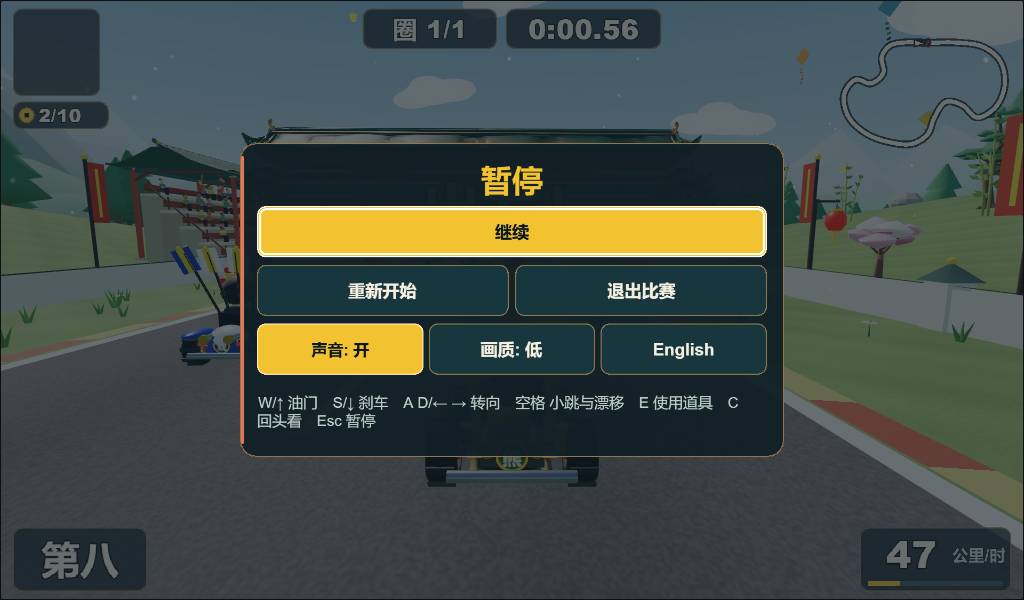 圈 1/1
0:00.56
2/10
暂停
继续
重新开始
退出比赛
声音: 开
画质: 低
English
W/↑ 油门 S/↓ 刹车 A D/← → 转向 空格 小跳与漂移 E 使用道具 C
回头看 Esc 暂停
第八
47 公里/时